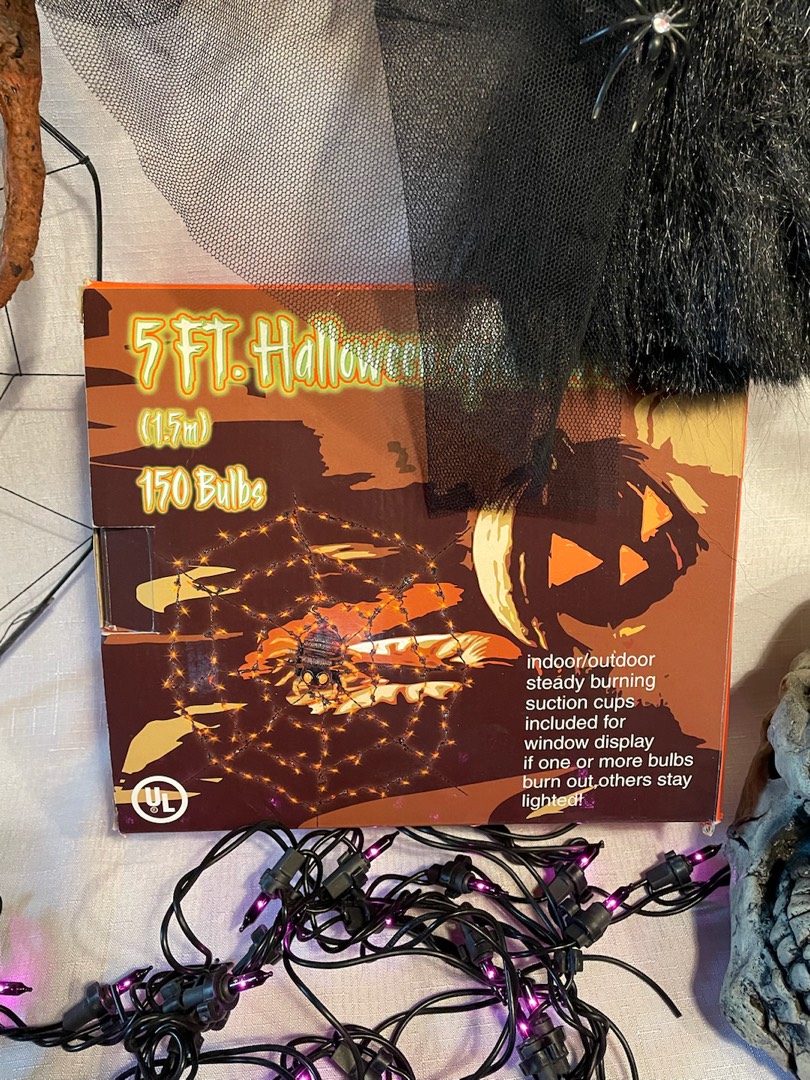 5 FT. Halloween
(1.5m)
150 Bulbs
indoor/outdoor
steady burning
suction cups
included for
window display
if one or more bulbs
burn out,others stay
lighted!
UL